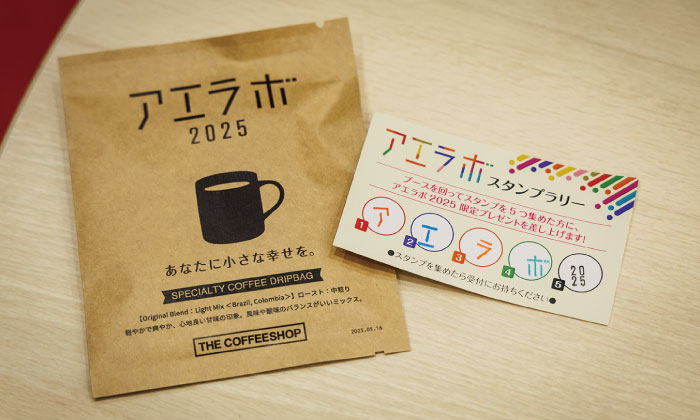 アエラボ
2025
あなたに小さな幸せを。
SPECIALTY COFFEE DRIPBAG
【Original Blend : Light Mix <Brazil, Colombia>】ロースト : 中煎り
軽やかで爽やか、心地良い甘味の印象。風味や酸味のバランスがいいミックス。
THE COFFEESHOP
2025.05.16
アエラボ スタンプラリー
ブースを回ってスタンプを5つ集めた方に、
アエラボ2025 限定プレゼントを差し上げます!
1 ア 2 エ 3 ラ 4 ボ 5 2025
●スタンプを集めたら受付にお持ちください●